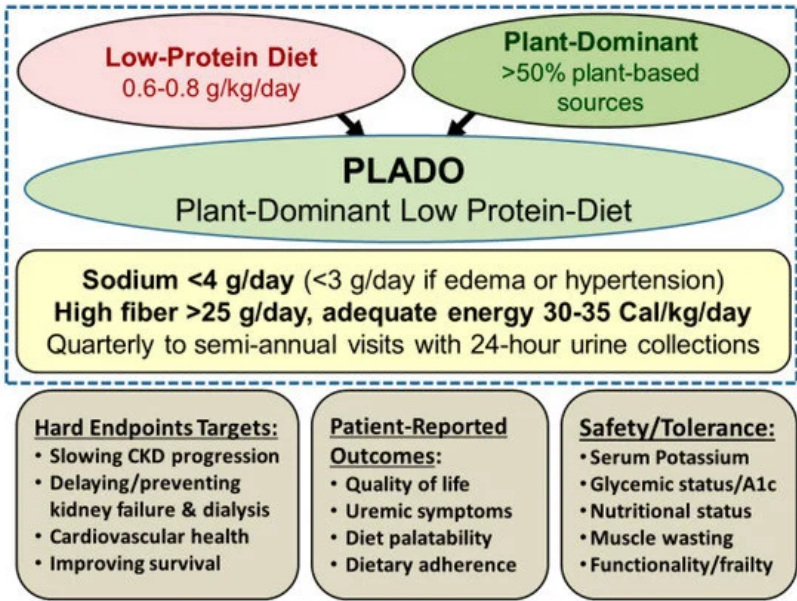 Low-Protein Diet
0.6-0.8 g/kg/day
Plant-Dominant
>50% plant-based
sources
PLADO
Plant-Dominant Low Protein-Diet
Sodium <4 g/day (<3 g/day if edema or hypertension)
High fiber >25 g/day, adequate energy 30-35 Cal/kg/day
Quarterly to semi-annual visits with 24-hour urine collections
Hard Endpoints Targets:
• Slowing CKD progression
• Delaying/preventing
kidney failure & dialysis
• Cardiovascular health
• Improving survival
Patient-Reported
Outcomes:
• Quality of life
• Uremic symptoms
• Diet palatability
• Dietary adherence
Safety/Tolerance:
• Serum Potassium
• Glycemic status/A1c
• Nutritional status
• Muscle wasting
• Functionality/frailty